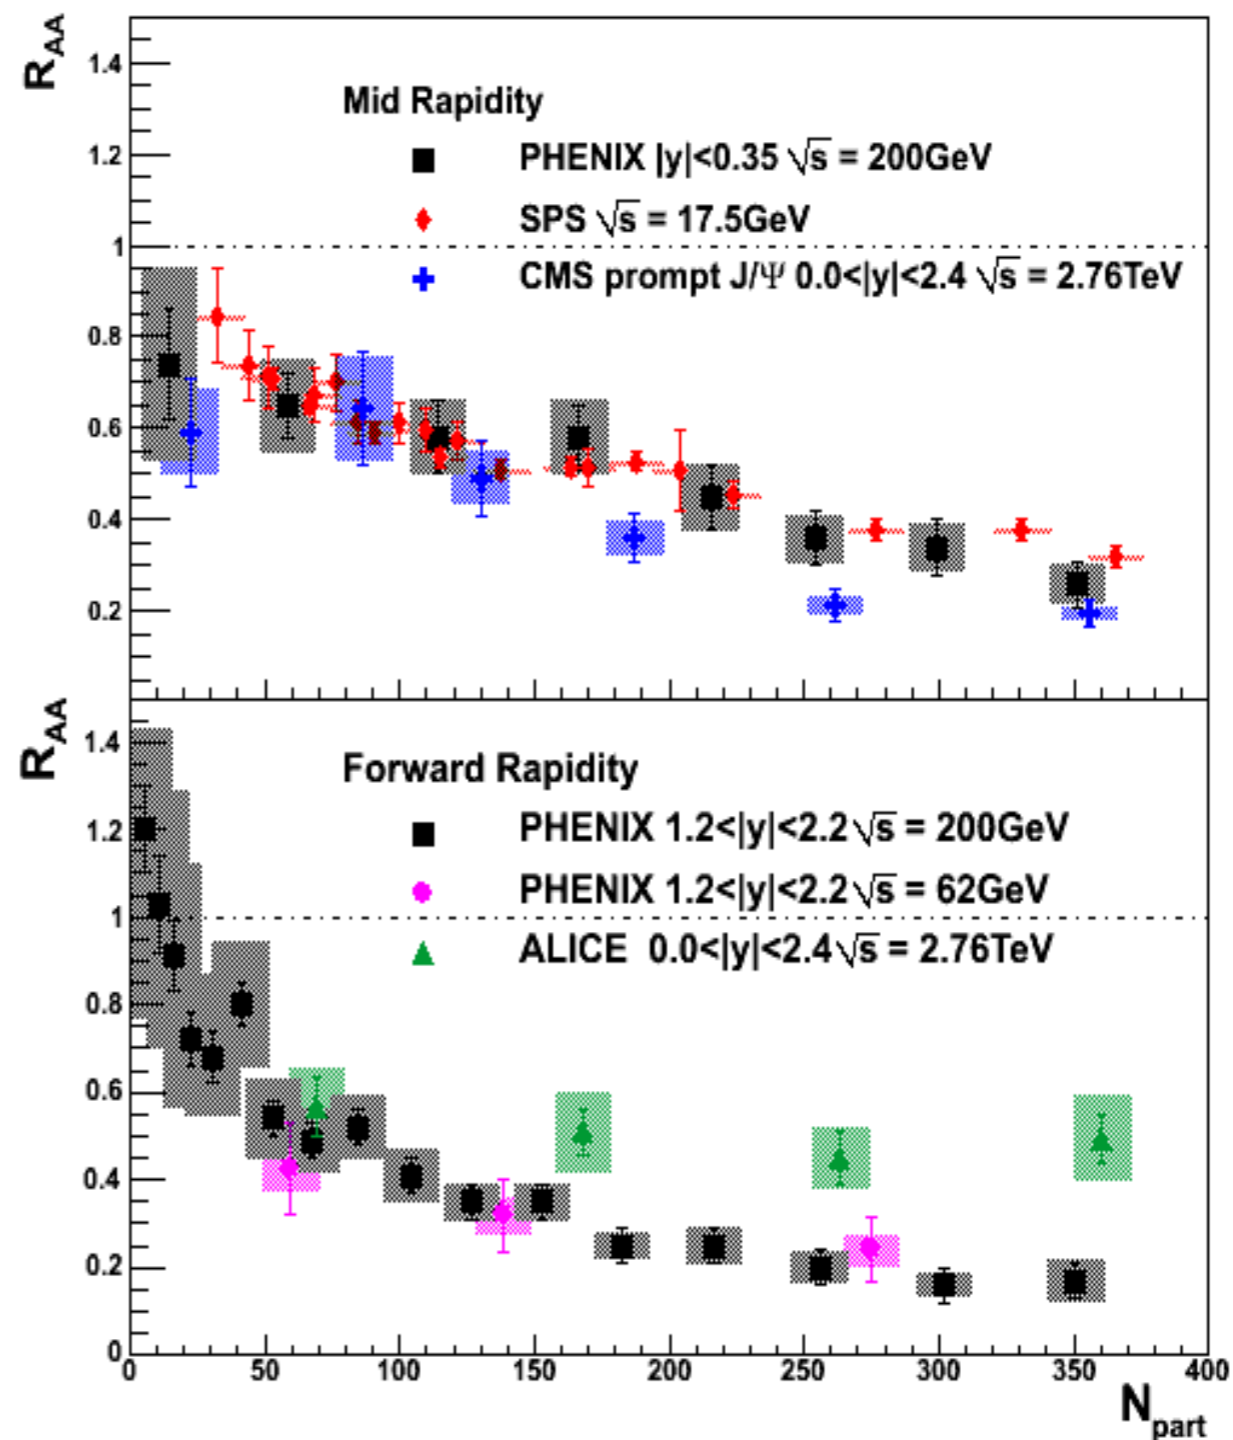 R_AA
1.4
Mid Rapidity
1.2
PHENIX |y|<0.35 √s = 200GeV
SPS √s = 17.5GeV
1
CMS prompt J/Ψ 0.0<|y|<2.4 √s = 2.76TeV
0.8
0.6
0.4
0.2
R_AA
1.4
Forward Rapidity
1.2
PHENIX 1.2<|y|<2.2 √s = 200GeV
PHENIX 1.2<|y|<2.2 √s = 62GeV
1
ALICE 0.0<|y|<2.4 √s = 2.76TeV
0.8
0.6
0.4
0.2
0
0 50 100 150 200 250 300 350 400
N_part